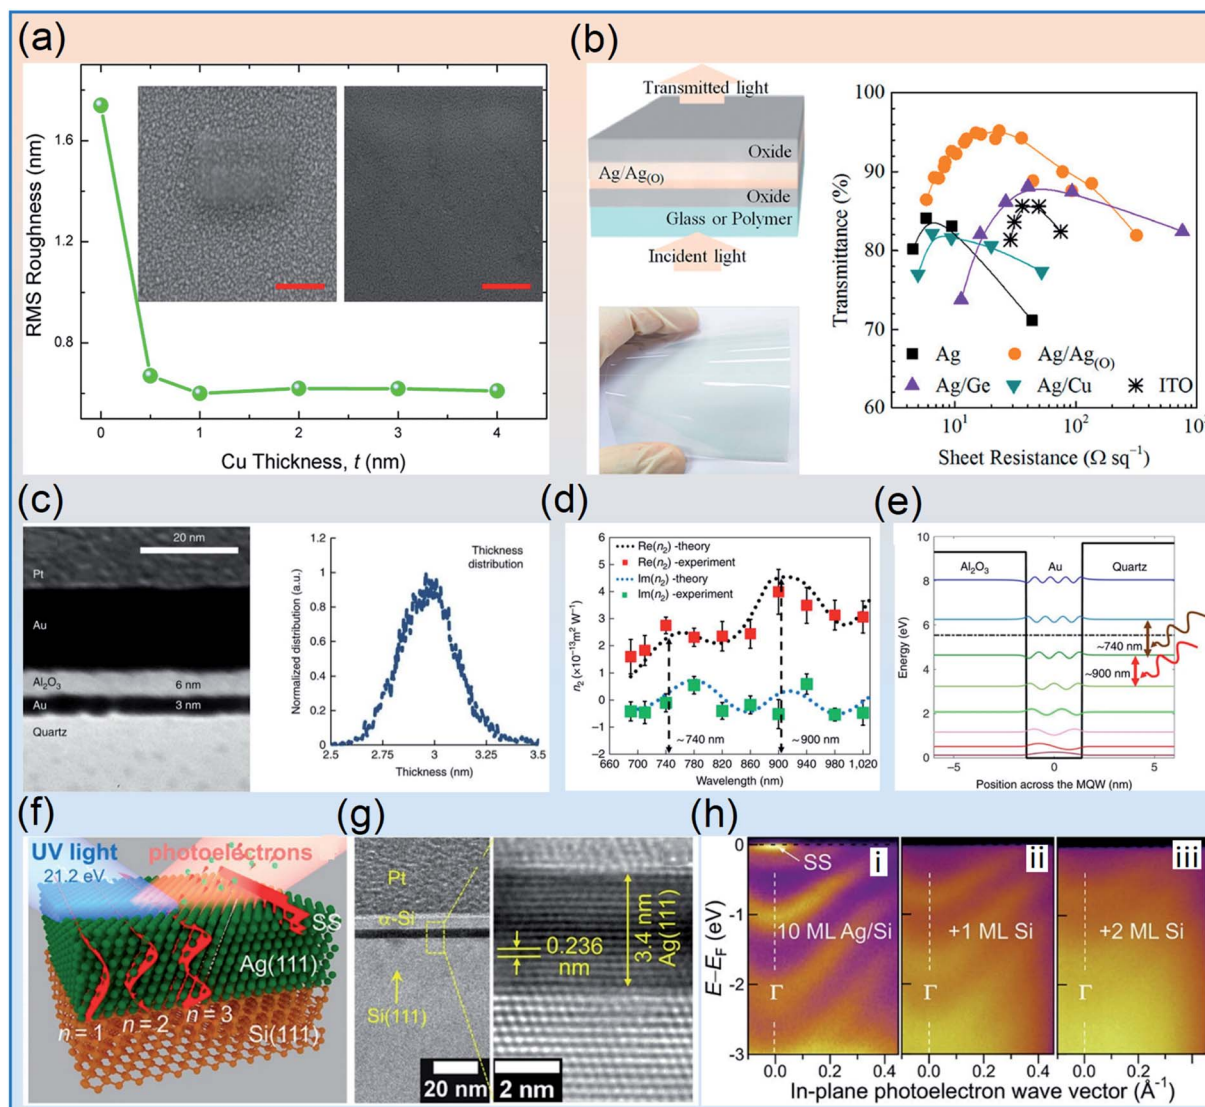 (a)
RMS Roughness (nm)
1.6
1.2
0.8
0
1
2
3
4
Cu Thickness, t (nm)
(b)
Transmitted light
Oxide
Ag/Ag(O)
Oxide
Glass or Polymer
Incident light
Transmittance (%)
100
90
80
70
60
Ag
Ag/Ag(O)
Ag/Ge
Ag/Cu
ITO
10¹
10²
Sheet Resistance (Ω sq⁻¹)
(c)
20 nm
Pt
Au
Al₂O₃
6 nm
Au
3 nm
Quartz
Normalized distribution (a.u.)
1.2
1
0.8
0.6
0.4
0.2
0
2.5
2.75
3
3.25
3.5
Thickness (nm)
Thickness
distribution
(d)
n₂ (×10⁻¹³m² W⁻¹)
6
5
4
3
2
1
0
−1
−2
Re(n₂) -theory
Re(n₂) -experiment
Im(n₂) -theory
Im(n₂) -experiment
~740 nm
~900 nm
660 700 740 780 820 860 900 940 980 1,020
Wavelength (nm)
(e)
Energy (eV)
10
8
6
4
2
0
Al₂O₃
Au
Quartz
~740 nm
~900 nm
−5
0
5
Position across the MQW (nm)
(f)
UV light
21.2 eV
photoelectrons
SS
Ag(111)
n = 1
n = 2
n = 3
Si(111)
(g)
Pt
α-Si
Si(111)
20 nm
0.236
nm
3.4 nm
Ag(111)
2 nm
(h)
E−E_F (eV)
0
-1
-2
-3
SS
i
10 ML Ag/Si
Γ
ii
+1 ML Si
Γ
iii
+2 ML Si
Γ
0.0 0.2 0.4
0.0 0.2 0.4
0.0 0.2 0.4
In-plane photoelectron wave vector (Å⁻¹)